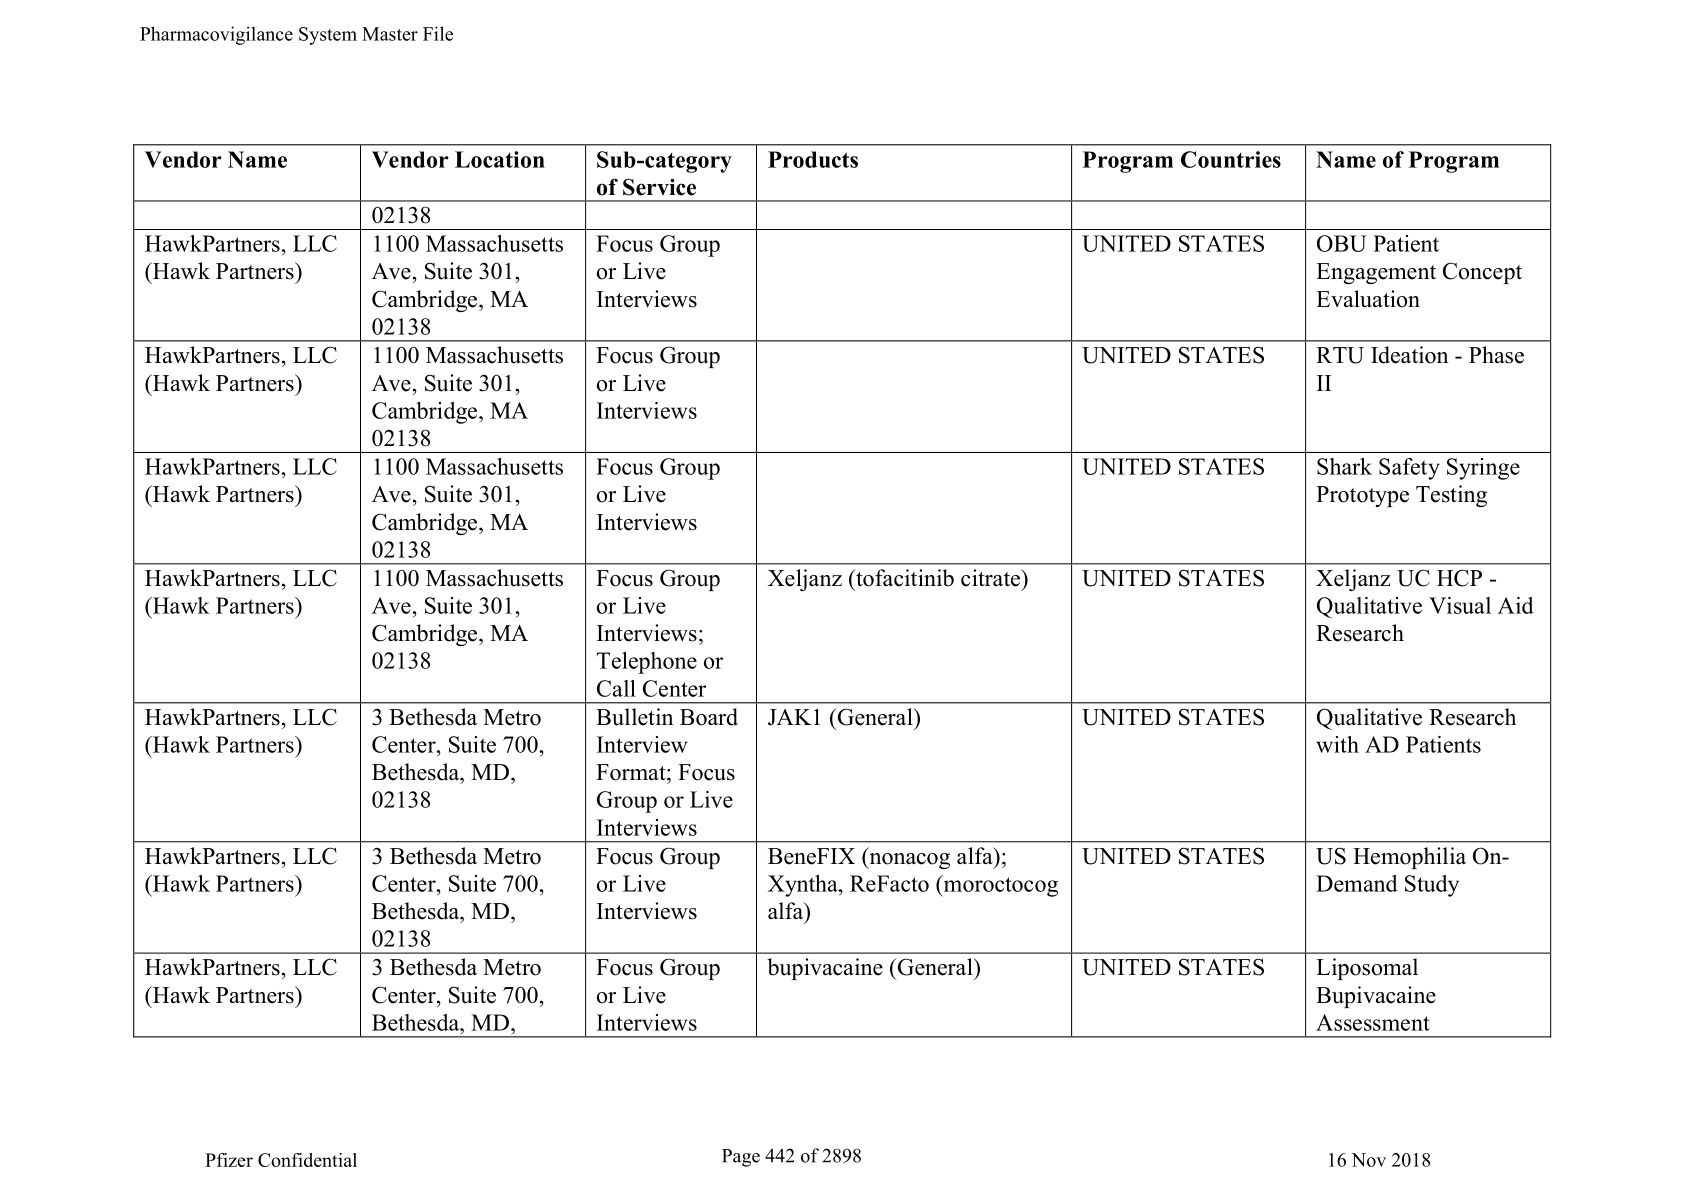 Pharmacovigilance System Master File
Vendor Name
Vendor Location
Sub-category
of Service
Products
Program Countries
Name of Program
02138
HawkPartners, LLC
(Hawk Partners)
1100 Massachusetts
Ave, Suite 301,
Cambridge, MA
02138
Focus Group
or Live
Interviews
UNITED STATES
OBU Patient
Engagement Concept
Evaluation
HawkPartners, LLC
(Hawk Partners)
1100 Massachusetts
Ave, Suite 301,
Cambridge, MA
02138
Focus Group
or Live
Interviews
UNITED STATES
RTU Ideation - Phase
II
HawkPartners, LLC
(Hawk Partners)
1100 Massachusetts
Ave, Suite 301,
Cambridge, MA
02138
Focus Group
or Live
Interviews
UNITED STATES
Shark Safety Syringe
Prototype Testing
HawkPartners, LLC
(Hawk Partners)
1100 Massachusetts
Ave, Suite 301,
Cambridge, MA
02138
Focus Group
or Live
Interviews;
Telephone or
Call Center
Xeljanz (tofacitinib citrate)
UNITED STATES
Xeljanz UC HCP -
Qualitative Visual Aid
Research
HawkPartners, LLC
(Hawk Partners)
3 Bethesda Metro
Center, Suite 700,
Bethesda, MD,
02138
Bulletin Board
Interview
Format; Focus
Group or Live
Interviews
JAK1 (General)
UNITED STATES
Qualitative Research
with AD Patients
HawkPartners, LLC
(Hawk Partners)
3 Bethesda Metro
Center, Suite 700,
Bethesda, MD,
02138
Focus Group
or Live
Interviews
BeneFIX (nonacog alfa);
Xyntha, ReFacto (moroctocog
alfa)
UNITED STATES
US Hemophilia On-
Demand Study
HawkPartners, LLC
(Hawk Partners)
3 Bethesda Metro
Center, Suite 700,
Bethesda, MD,
Focus Group
or Live
Interviews
bupivacaine (General)
UNITED STATES
Liposomal
Bupivacaine
Assessment
Pfizer Confidential
Page 442 of 2898
16 Nov 2018